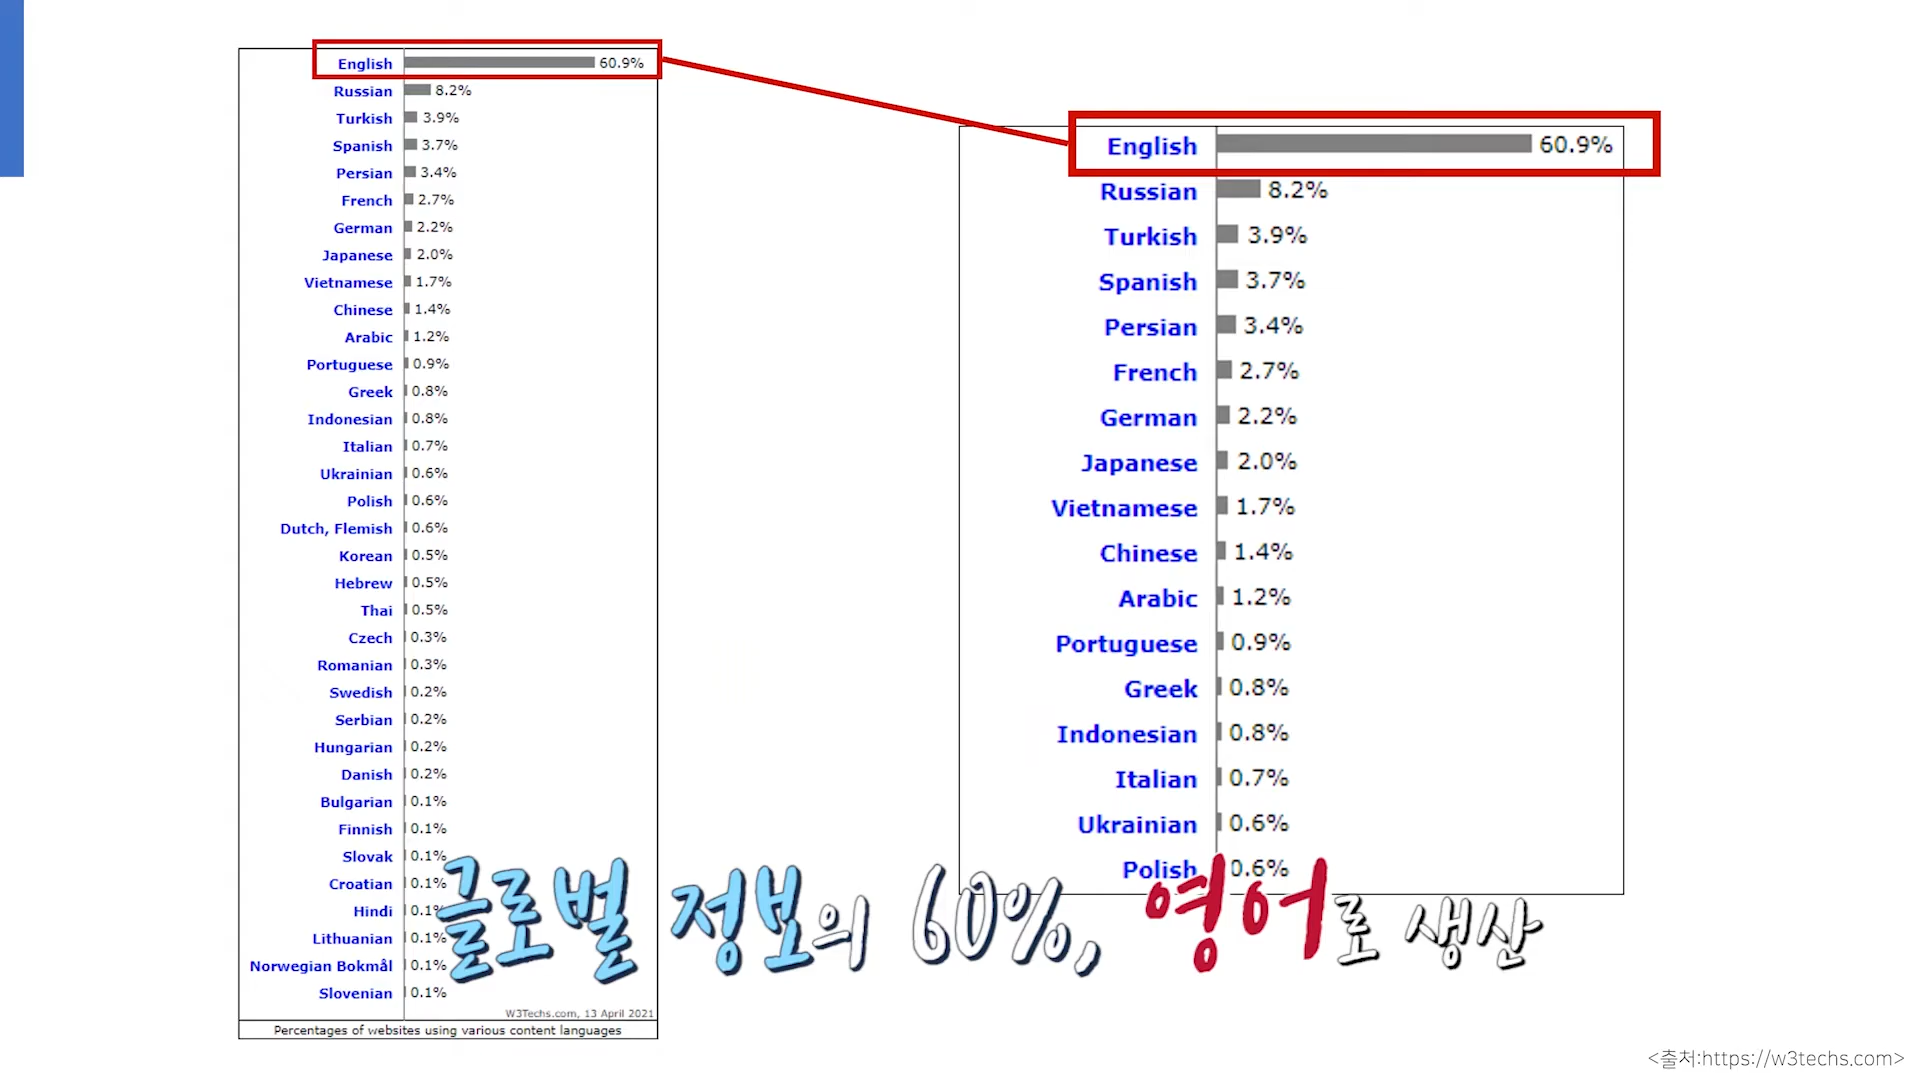 English 60.9%
Russian 8.2%
Turkish 3.9%
Spanish 3.7%
Persian 3.4%
French 2.7%
German 2.2%
Japanese 2.0%
Vietnamese 1.7%
Chinese 1.4%
Arabic 1.2%
Portuguese 0.9%
Greek 0.8%
Indonesian 0.8%
Italian 0.7%
Ukrainian 0.6%
Polish 0.6%
Dutch, Flemish 0.6%
Korean 0.5%
Hebrew 0.5%
Thai 0.5%
Czech 0.3%
Romanian 0.3%
Swedish 0.2%
Serbian 0.2%
Hungarian 0.2%
Danish 0.2%
Bulgarian 0.1%
Finnish 0.1%
Slovak 0.1%
Croatian 0.1%
Hindi 0.1%
Lithuanian 0.1%
Norwegian Bokmål 0.1%
Slovenian 0.1%
W3Techs.com, 13 April 2021
Percentages of websites using various content languages
English 60.9%
Russian 8.2%
Turkish 3.9%
Spanish 3.7%
Persian 3.4%
French 2.7%
German 2.2%
Japanese 2.0%
Vietnamese 1.7%
Chinese 1.4%
Arabic 1.2%
Portuguese 0.9%
Greek 0.8%
Indonesian 0.8%
Italian 0.7%
Ukrainian 0.6%
Polish 0.6%
글로벌 정보의 60%, 영어로 생산
<출처:https://w3techs.com>